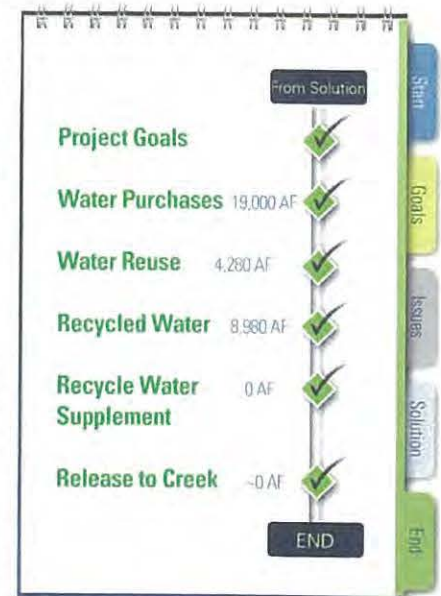 From Solution
Project Goals
Water Purchases 19,000 AF
Water Reuse 4,280 AF
Recycled Water 8,980 AF
Recycle Water 0 AF
Supplement
Release to Creek ~0 AF
END
Start
Goals
Issues
Solution
End